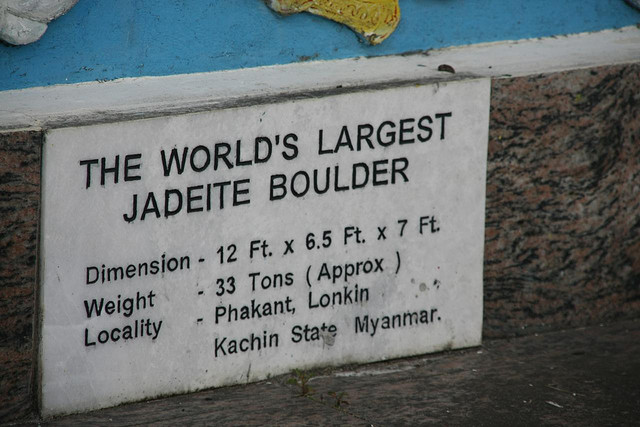 THE WORLD'S LARGEST
JADEITE BOULDER
Dimension - 12 Ft. x 6.5 Ft. x 7 Ft.
Weight - 33 Tons ( Approx )
Locality - Phakant, Lonkin
Kachin State Myanmar.